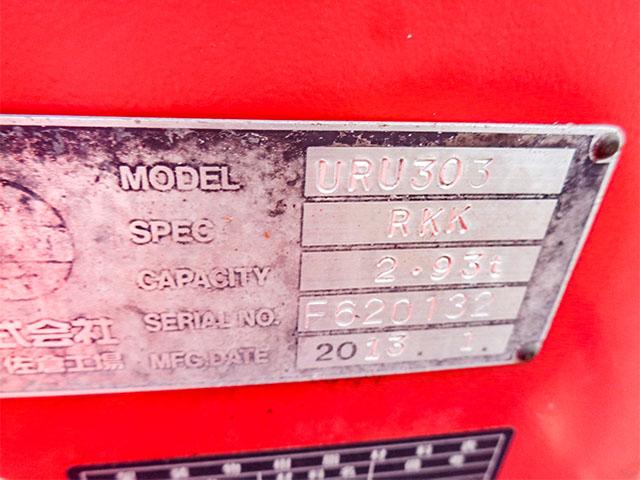 MODEL URU303
SPEC RKK
CAPACITY 2.93t
SERIAL NO. F620132
式会社
MFG.DATE 2013. 1.
佐倉工場